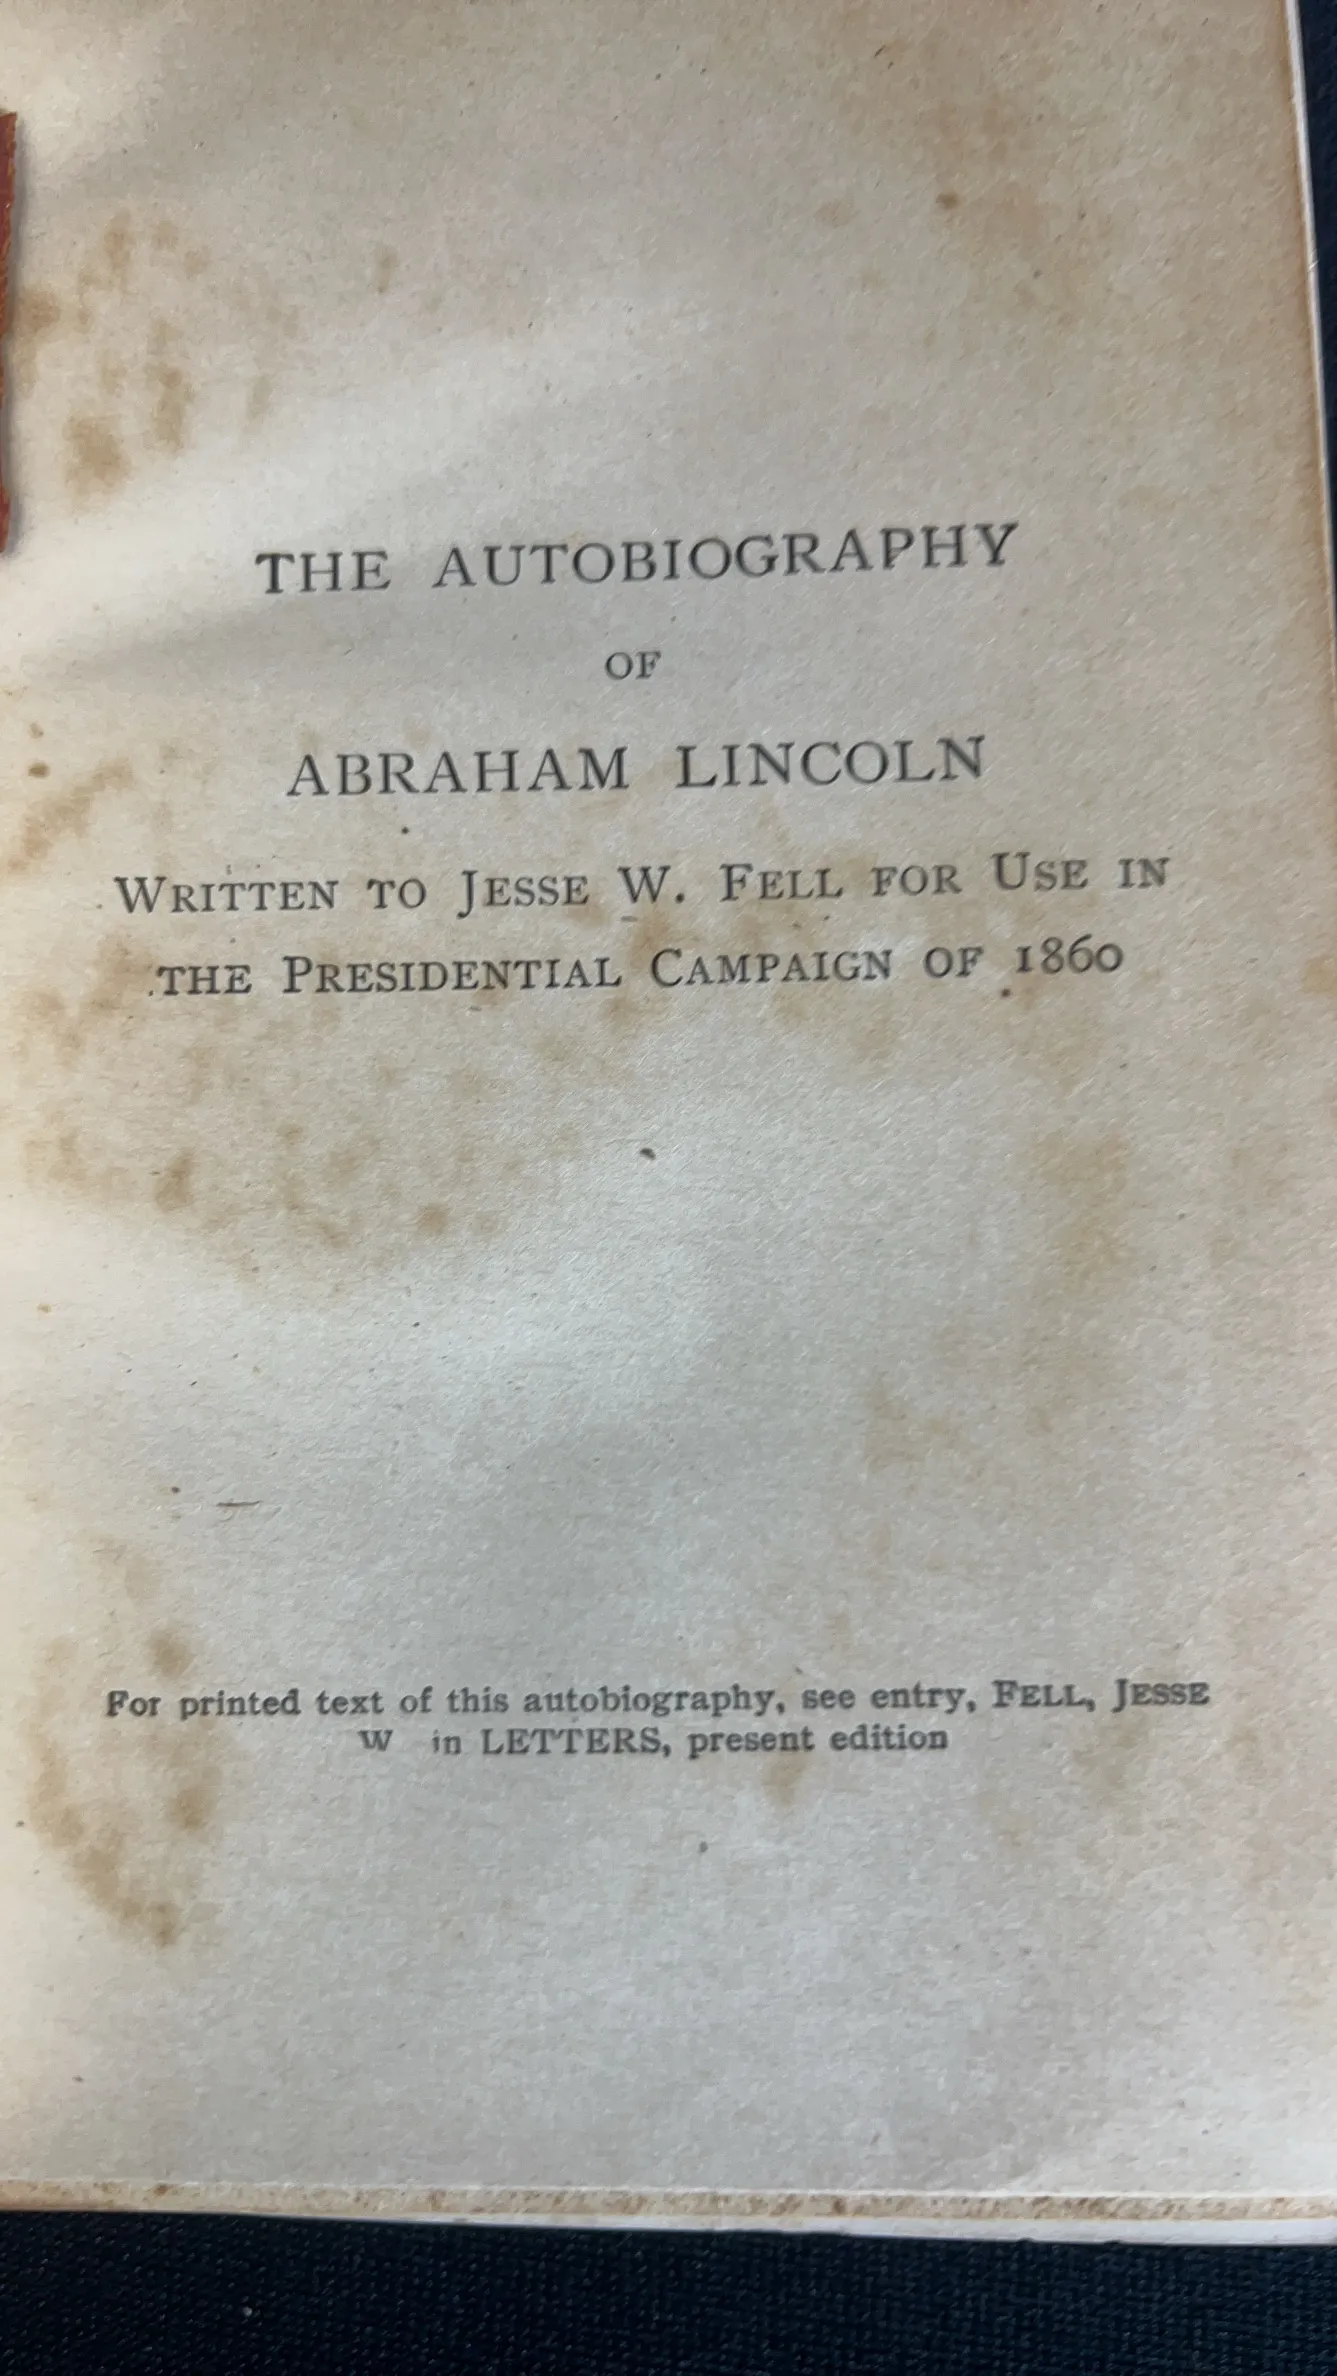 THE AUTOBIOGRAPHY
OF
ABRAHAM LINCOLN
WRITTEN TO JESSE W. FELL FOR USE IN
THE PRESIDENTIAL CAMPAIGN OF 1860
For printed text of this autobiography, see entry, FELL, JESSE
W in LETTERS, present edition